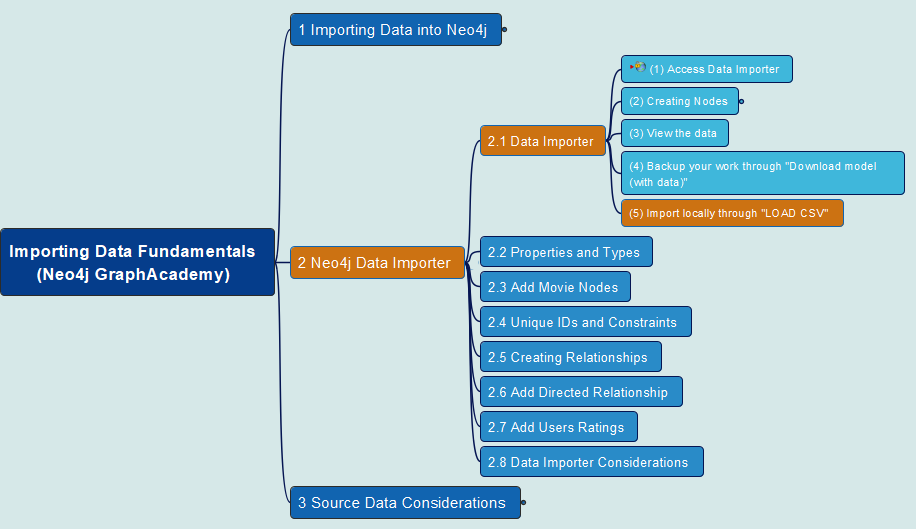 1 Importing Data into Neo4j
(1) Access Data Importer
(2) Creating Nodes
2.1 Data Importer
(3) View the data
(4) Backup your work through "Download model
(with data)"
(5) Import locally through "LOAD CSV"
Importing Data Fundamentals
(Neo4j GraphAcademy)
2 Neo4j Data Importer
2.2 Properties and Types
2.3 Add Movie Nodes
2.4 Unique IDs and Constraints
2.5 Creating Relationships
2.6 Add Directed Relationship
2.7 Add Users Ratings
2.8 Data Importer Considerations
3 Source Data Considerations